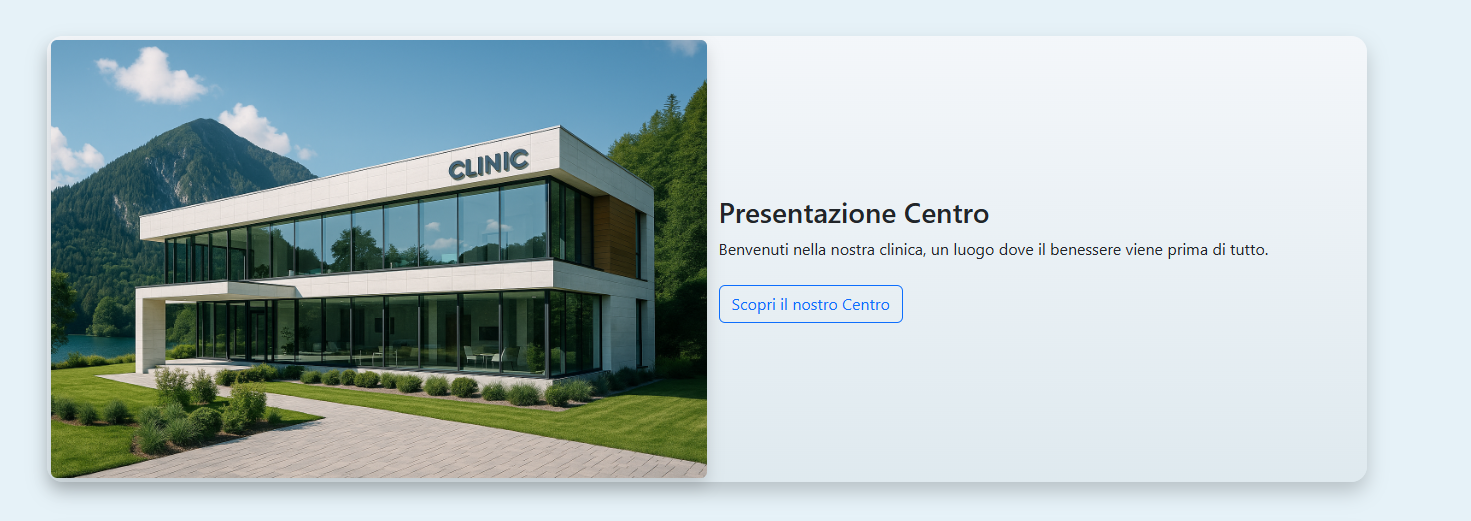 CLINIC
Presentazione Centro
Benvenuti nella nostra clinica, un luogo dove il benessere viene prima di tutto.
Scopri il nostro Centro